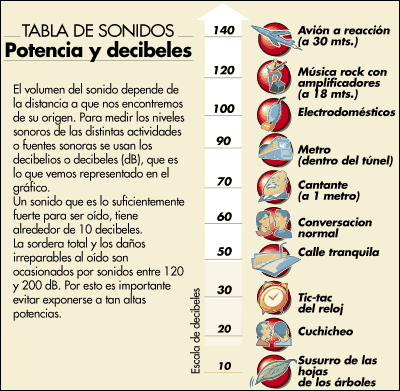 TABLA DE SONIDOS
Potencia y decibeles
El volumen del sonido depende de
la distancia a que nos encontremos
de su origen. Para medir los niveles
sonoros de las distintas actividades
o fuentes sonoras se usan los
decibelios o decibeles (dB), que es
lo que vemos representado en el
gráfico.
Un sonido que es lo suficientemente
fuerte para ser oído, tiene
alrededor de 10 decibeles.
La sordera total y los daños
irreparables al oído son
ocasionados por sonidos entre 120
y 200 dB. Por esto es importante
evitar exponerse a tan altas
potencias.
Escala de decibeles
140
Avión a reacción
(a 30 mts.)
120
Música rock con
amplificadores
(a 18 mts.)
100
Electrodomésticos
90
Metro
(dentro del túnel)
70
Cantante
(a 1 metro)
60
Conversacion
normal
50
Calle tranquila
30
Tic-tac
del reloj
20
Cuchicheo
10
Susurro de las
hojas
de los árboles